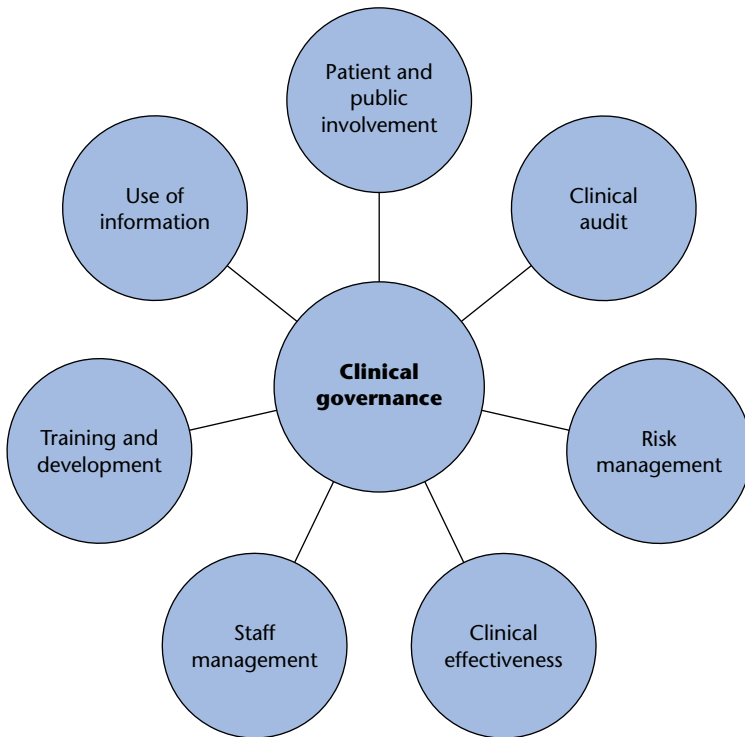 Patient and
public
involvement
Use of
information
Clinical
audit
Clinical
governance
Training and
development
Risk
management
Staff
management
Clinical
effectiveness